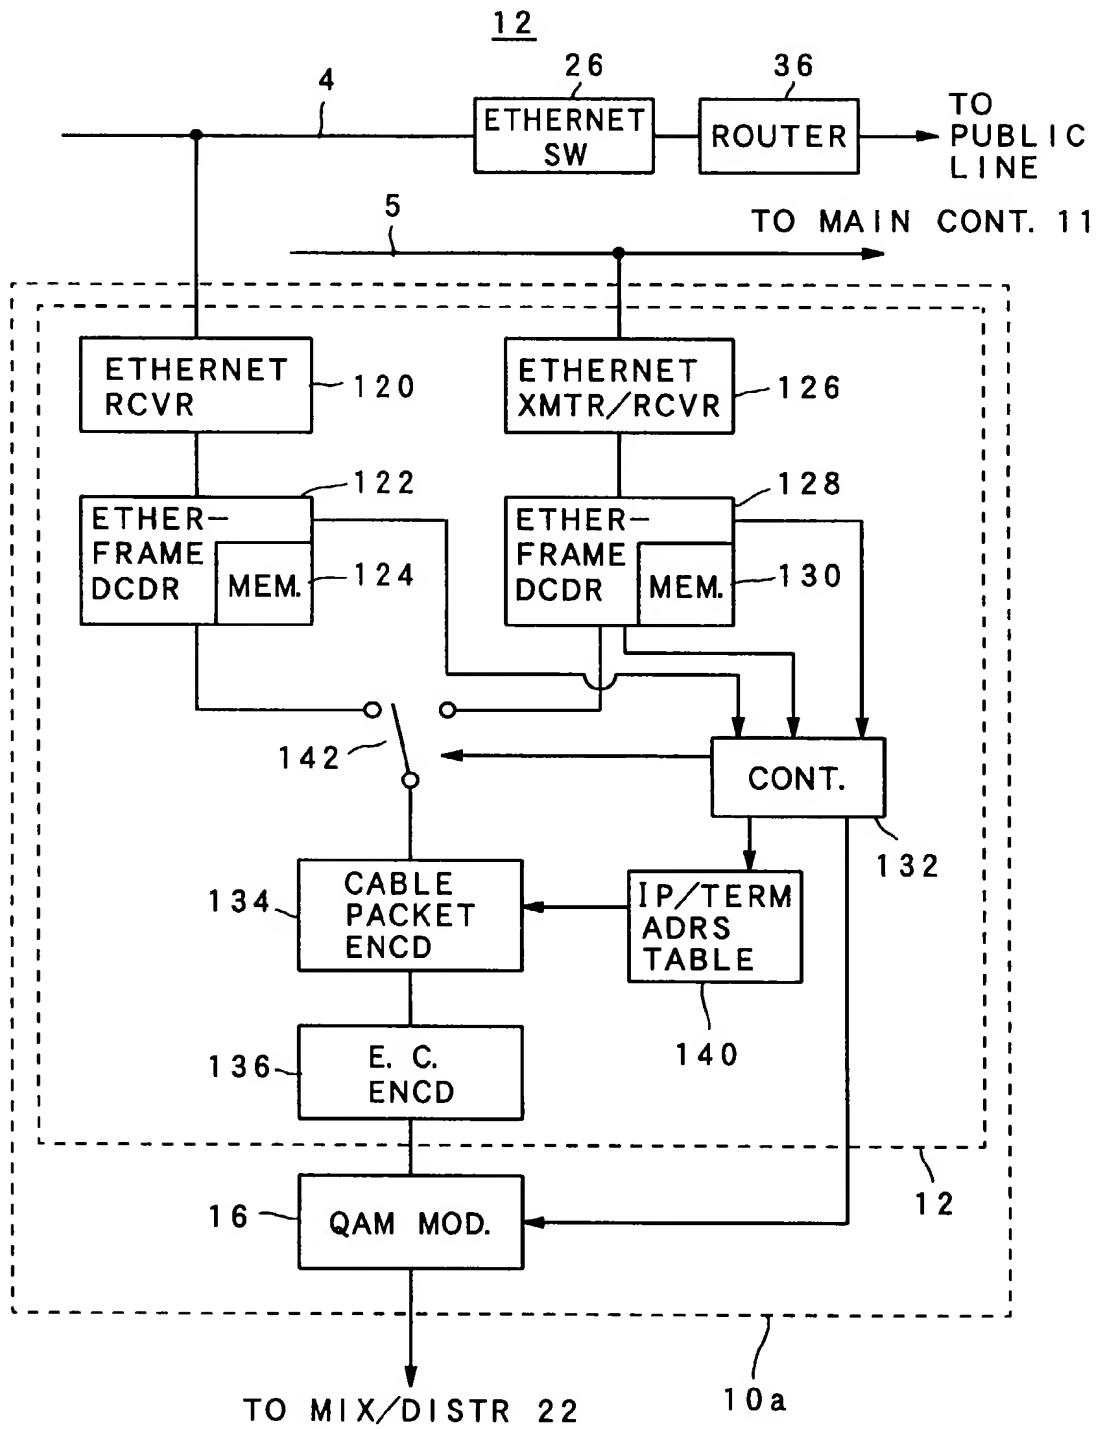 12
26
36
4
ETHERNET
SW
ROUTER
TO
PUBLIC
LINE
5
TO MAIN CONT. 11
ETHERNET
RCVR
120
ETHERNET
XMTR/RCVR
126
122
ETHER-
FRAME
DCDR
MEM.
124
128
ETHER-
FRAME
DCDR
MEM.
130
142
CONT.
132
134
CABLE
PACKET
ENCD
IP/TERM
ADRS
TABLE
140
136
E. C.
ENCD
12
16
QAM MOD.
10a
TO MIX/DISTR 22